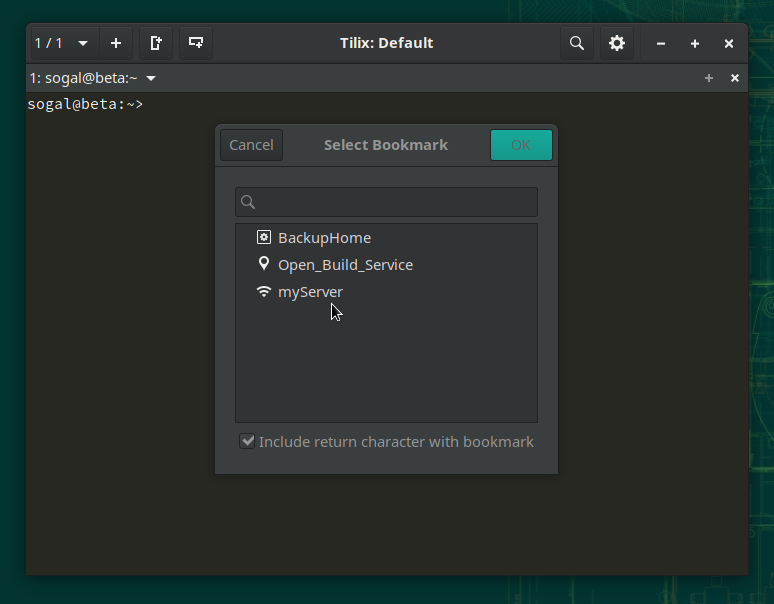 1 / 1
Tilix: Default
1: sogal@beta:~
sogal@beta:~>
Cancel
Select Bookmark
OK
BackupHome
Open_Build_Service
myServer
Include return character with bookmark